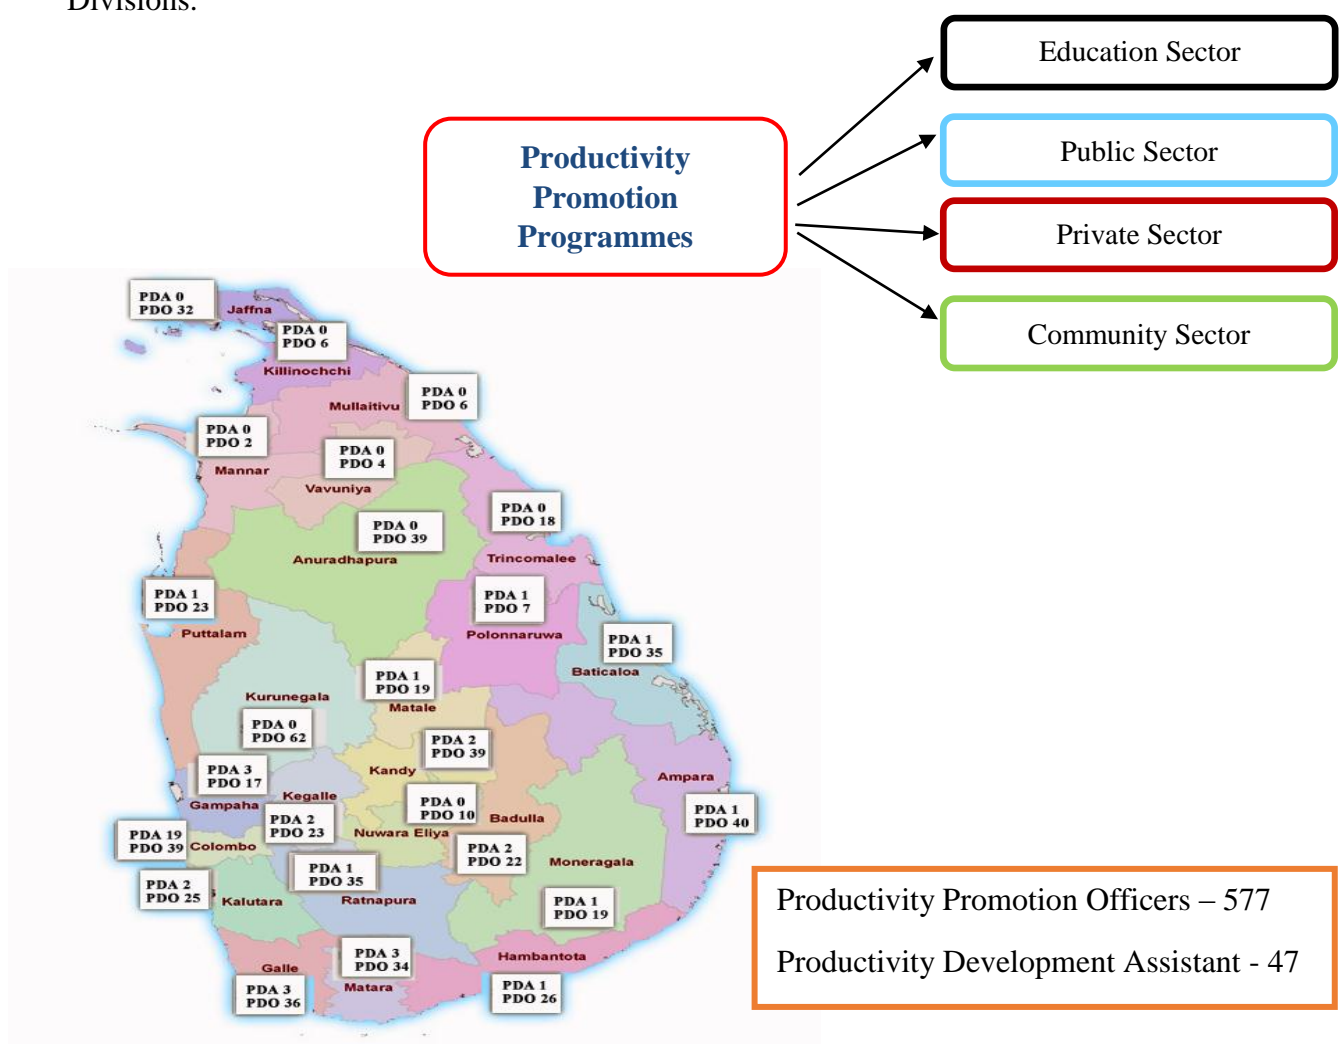 Divisions.
Education Sector
Public Sector
Private Sector
Community Sector
Productivity
Promotion
Programmes
PDA 0
PDO 32
Jaffna
PDA 0
PDO 6
Killinochchi
PDA 0
PDO 6
Mullaitivu
PDA 0
PDO 2
Mannar
PDA 0
PDO 4
Vavuniya
PDA 0
PDO 18
Trincomalee
PDA 0
PDO 39
Anuradhapura
PDA 1
PDO 23
Puttalam
PDA 1
PDO 7
Polonnaruwa
PDA 1
PDO 35
Baticaloa
PDA 1
PDO 19
Matale
Kurunegala
PDA 0
PDO 62
PDA 2
PDO 39
Kandy
PDA 3
PDO 17
Gampaha
Kegalle
PDA 2
PDO 23
PDA 0
PDO 10
Nuwara Eliya
Badulla
PDA 2
PDO 22
Ampara
PDA 1
PDO 40
PDA 19
PDO 39
Colombo
PDA 1
PDO 35
Ratnapura
Moneragala
PDA 1
PDO 19
PDA 2
PDO 25
Kalutara
PDA 3
PDO 34
Matara
Galle
PDA 3
PDO 36
Hambantota
PDA 1
PDO 26
Productivity Promotion Officers – 577
Productivity Development Assistant - 47